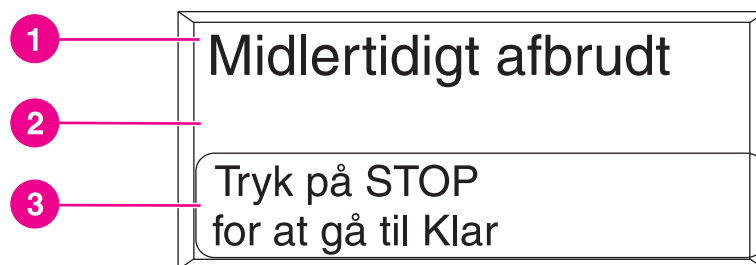 1
Midlertidigt afbrudt
2
3
Tryk på STOP
for at gå til Klar